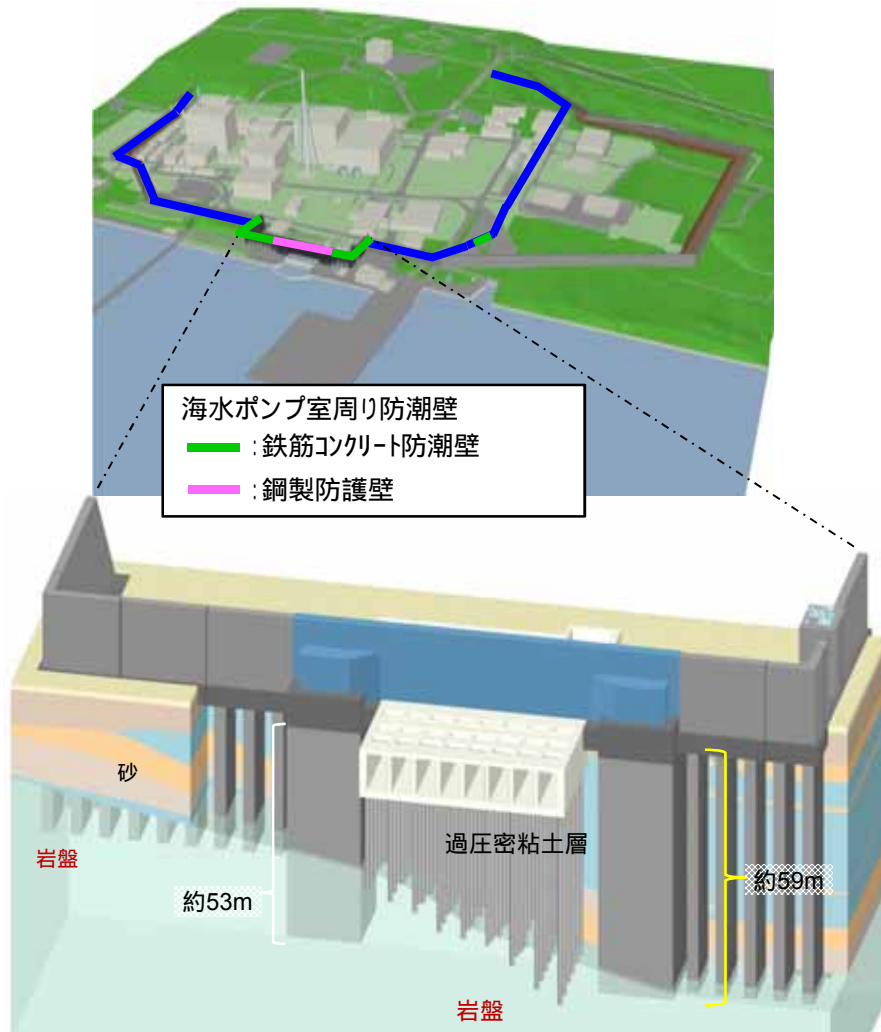 海水ポンプ室周り防潮壁
:鉄筋コンクリート防潮壁
:鋼製防護壁
砂
岩盤
過圧密粘土層
約53m
約59m
岩盤